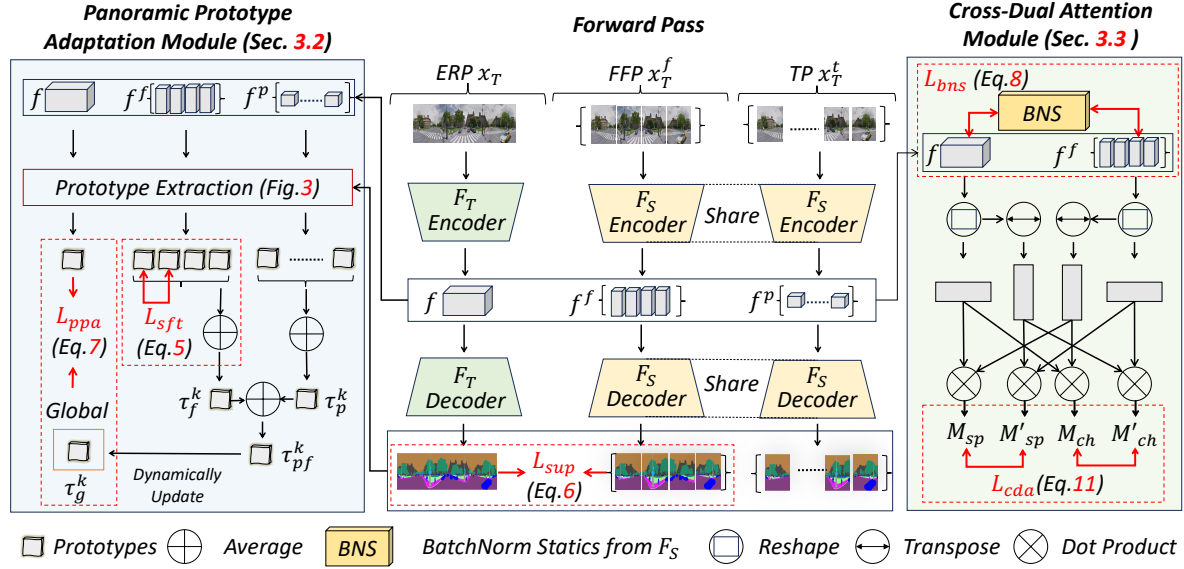 Panoramic Prototype
Adaptation Module (Sec. 3.2)
f
f^f
f^p
Prototype Extraction (Fig.3)
L_ppa
(Eq.7)
L_sft
(Eq.5)
Global
τ_f^k
τ_p^k
τ_pf^k
τ_g^k
Dynamically
Update
Forward Pass
ERP x_T
FFP x_T^f
TP x_T^t
F_T
Encoder
F_S
Encoder
Share
F_S
Encoder
f
f^f
f^p
F_T
Decoder
F_S
Decoder
Share
F_S
Decoder
L_sup
(Eq.6)
Cross-Dual Attention
Module (Sec. 3.3 )
L_bns (Eq.8)
BNS
f
f^f
M_sp M'_sp M_ch M'_ch
L_cda(Eq.11)
Prototypes Average BNS BatchNorm Statics from F_S Reshape Transpose Dot Product